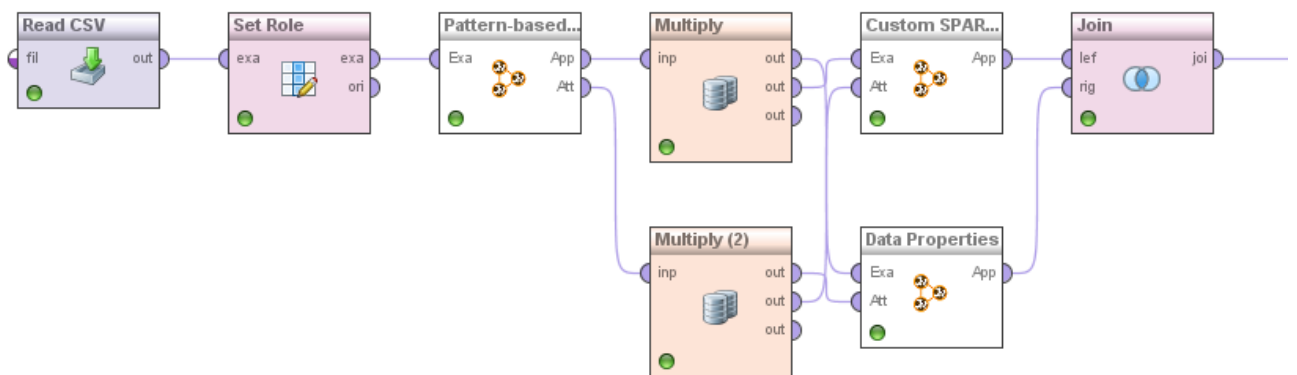 Read CSV
fil out
Set Role
exa exa
ori
Pattern-based...
Exa App
Att
Multiply
inp out
out
out
Custom SPAR...
Exa App
Att
Join
lef joi
rig
Multiply (2)
inp out
out
out
Data Properties
Exa App
Att